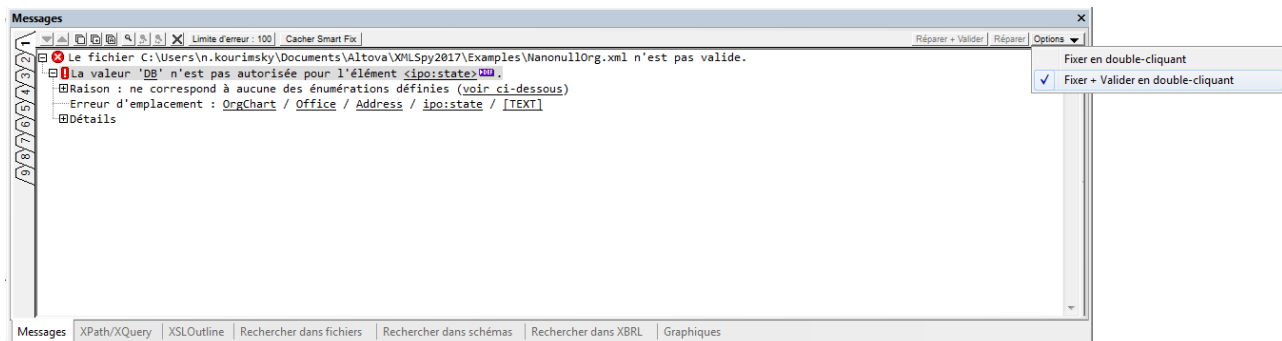 Messages ×
Limite d'erreur : 100 Cacher Smart Fix Réparer + Valider Réparer Options
Fixer en double-cliquant
Fixer + Valider en double-cliquant
1
2
3
4
5
6
7
8
9
Le fichier C:\Users\n.kourimsky\Documents\Altova\XMLSpy2017\Examples\NanonullOrg.xml n'est pas valide.
La valeur 'DB' n'est pas autorisée pour l'élément <ipo:state>.
Raison : ne correspond à aucune des énumérations définies (voir ci-dessous)
Erreur d'emplacement : OrgChart / Office / Address / ipo:state / [TEXT]
Détails
Messages XPath/XQuery XSLOutline Rechercher dans fichiers Rechercher dans schémas Rechercher dans XBRL Graphiques